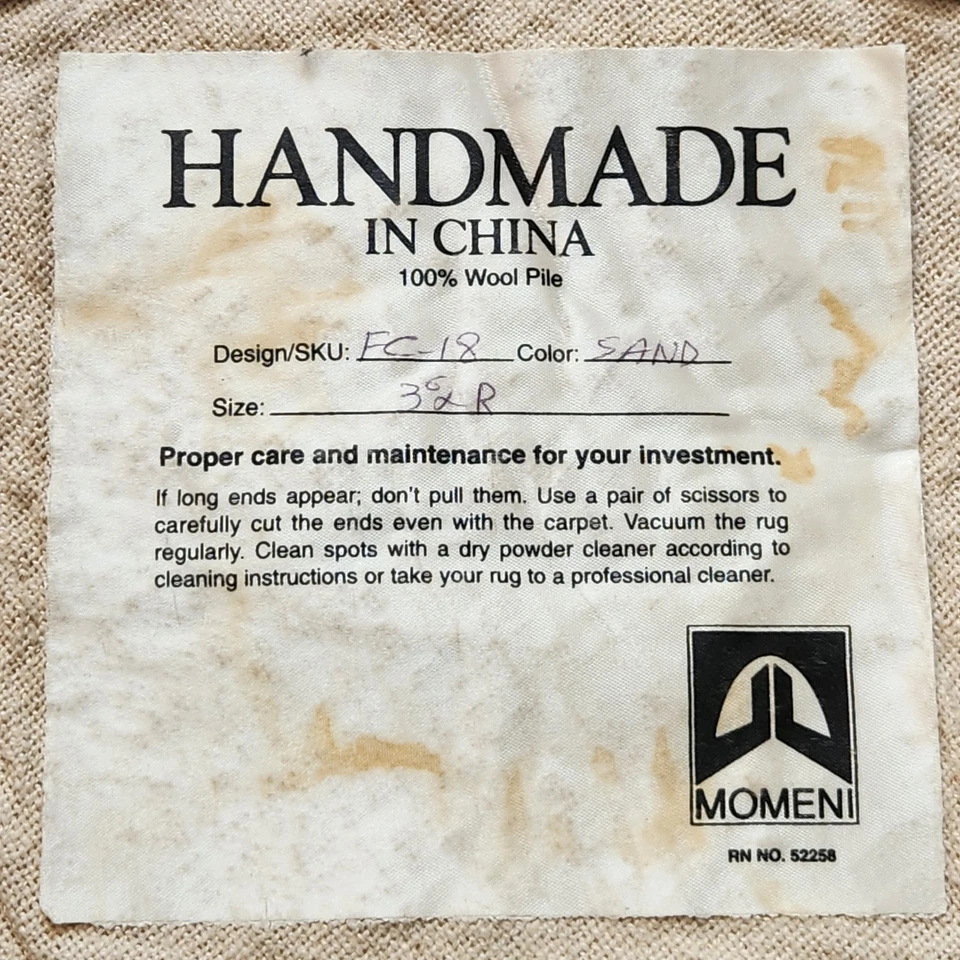 HANDMADE
IN CHINA
100% Wool Pile
Design/SKU: FC-18 Color: SAND
Size: R
Proper care and maintenance for your investment.
If long ends appear; don't pull them. Use a pair of scissors to
carefully cut the ends even with the carpet. Vacuum the rug
regularly. Clean spots with a dry powder cleaner according to
cleaning instructions or take your rug to a professional cleaner.
MOMENI
RN NO. 52258